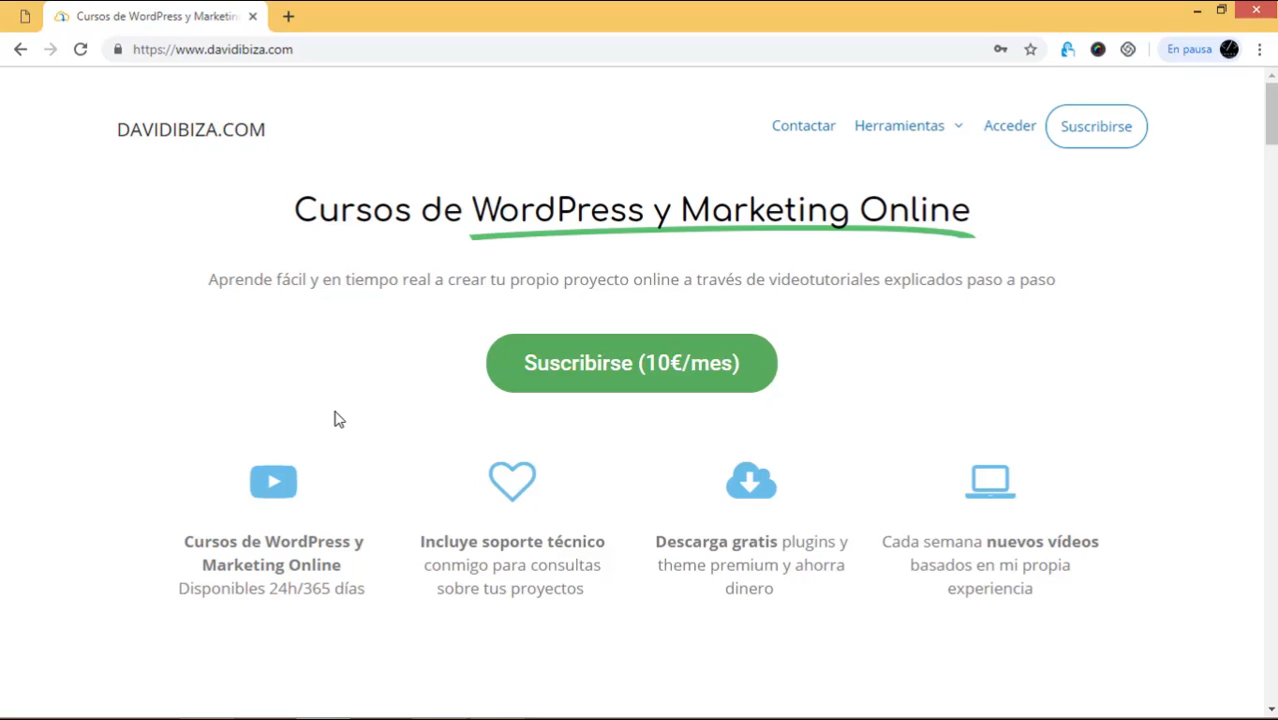 Cursos de WordPress y Marketin
https://www.davidibiza.com
En pausa
DAVIDIBIZA.COM
Contactar
Herramientas
Acceder
Suscribirse
Cursos de WordPress y Marketing Online
Aprende fácil y en tiempo real a crear tu propio proyecto online a través de videotutoriales explicados paso a paso
Suscribirse (10€/mes)
Cursos de WordPress y
Marketing Online
Disponibles 24h/365 días
Incluye soporte técnico
conmigo para consultas
sobre tus proyectos
Descarga gratis plugins y
theme premium y ahorra
dinero
Cada semana nuevos vídeos
basados en mi propia
experiencia